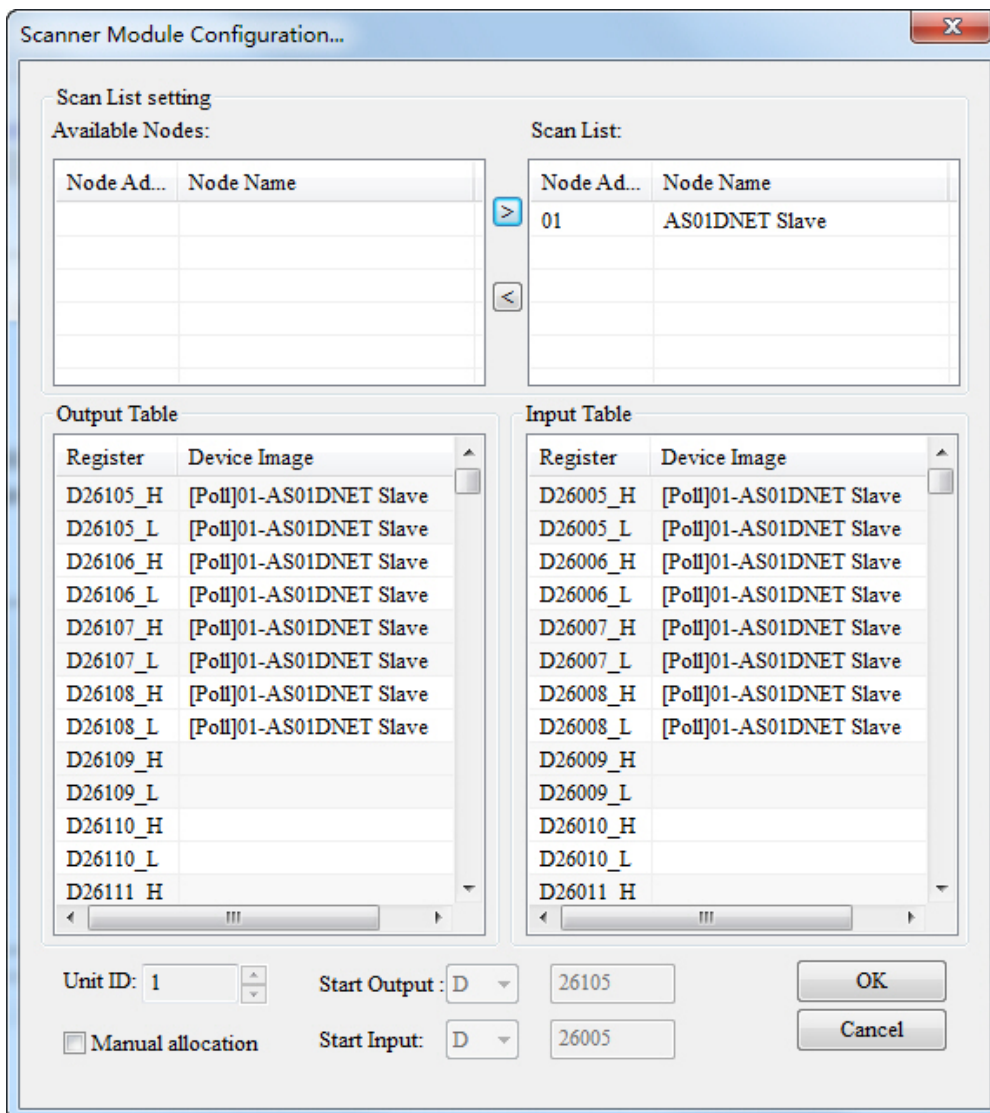 Scanner Module Configuration...
Scan List setting
Available Nodes:
Scan List:
Node Ad... Node Name
Node Ad... Node Name
01 AS01DNET Slave
>
<
Output Table
Register Device Image
D26105_H [Poll]01-AS01DNET Slave
D26105_L [Poll]01-AS01DNET Slave
D26106_H [Poll]01-AS01DNET Slave
D26106_L [Poll]01-AS01DNET Slave
D26107_H [Poll]01-AS01DNET Slave
D26107_L [Poll]01-AS01DNET Slave
D26108_H [Poll]01-AS01DNET Slave
D26108_L [Poll]01-AS01DNET Slave
D26109_H
D26109_L
D26110_H
D26110_L
D26111_H
Input Table
Register Device Image
D26005_H [Poll]01-AS01DNET Slave
D26005_L [Poll]01-AS01DNET Slave
D26006_H [Poll]01-AS01DNET Slave
D26006_L [Poll]01-AS01DNET Slave
D26007_H [Poll]01-AS01DNET Slave
D26007_L [Poll]01-AS01DNET Slave
D26008_H [Poll]01-AS01DNET Slave
D26008_L [Poll]01-AS01DNET Slave
D26009_H
D26009_L
D26010_H
D26010_L
D26011_H
Unit ID: 1
Start Output : D 26105
OK
Manual allocation
Start Input: D 26005
Cancel